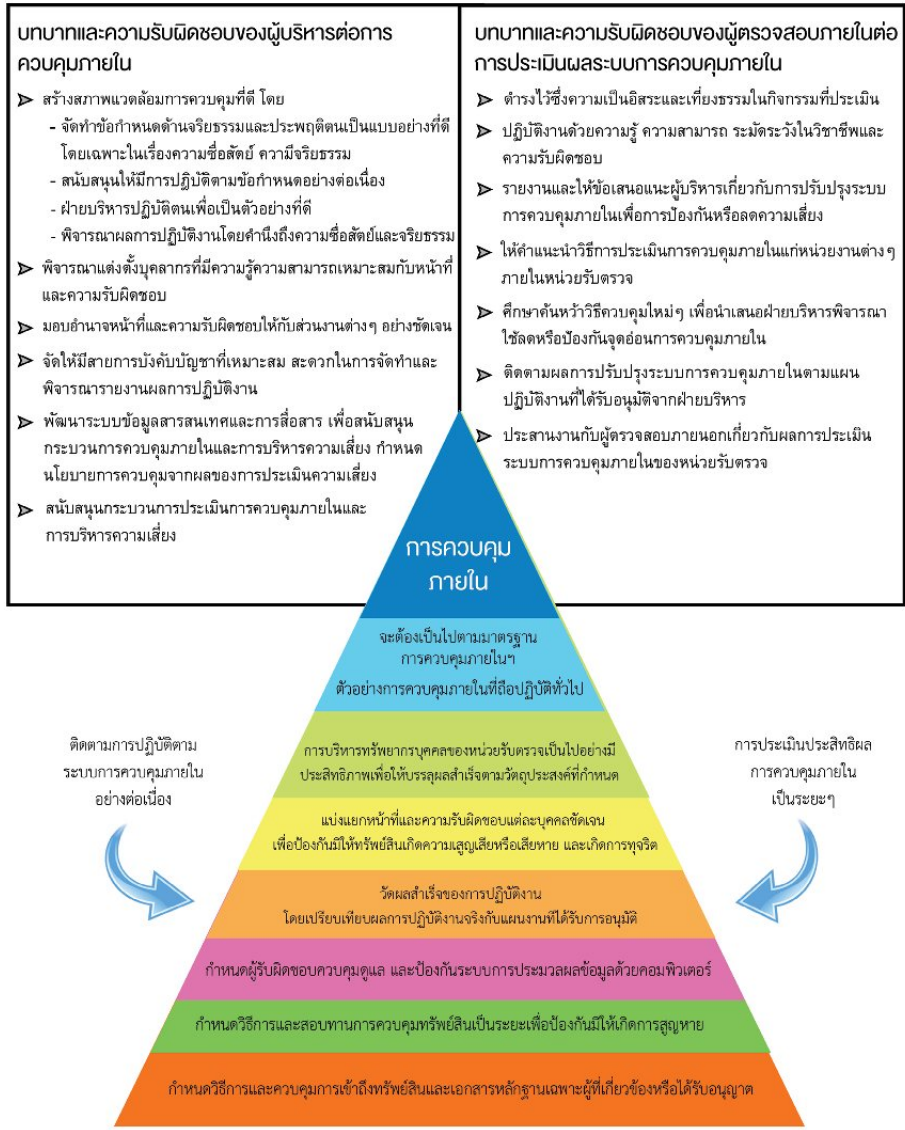 บทบาทและความรับผิดชอบของผู้บริหารต่อการ
ควบคุมภายใน
➢ สร้างสภาพแวดล้อมการควบคุมที่ดี โดย
- จัดทำข้อกำหนดด้านจริยธรรมและประพฤติตนเป็นแบบอย่างที่ดี
โดยเฉพาะในเรื่องความซื่อสัตย์ ความีจริยธรรม
- สนับสนุนให้มีการปฏิบัติตามข้อกำหนดอย่างต่อเนื่อง
- ฝ่ายบริหารปฏิบัติตนเพื่อเป็นตัวอย่างที่ดี
- พิจารณาผลการปฏิบัติงานโดยคำนึงถึงความซื่อสัตย์และจริยธรรม
➢ พิจารณาแต่งตั้งบุคลากรที่มีความรู้ความสามารถเหมาะสมกับหน้าที่
และความรับผิดชอบ
➢ มอบอำนาจหน้าที่และความรับผิดชอบให้กับส่วนงานต่างๆ อย่างชัดเจน
➢ จัดให้มีสายการบังคับบัญชาที่เหมาะสม สะดวกในการจัดทำและ
พิจารณารายงานผลการปฏิบัติงาน
➢ พัฒนาระบบข้อมูลสารสนเทศและการสื่อสาร เพื่อสนับสนุน
กระบวนการควบคุมภายในและการบริหารความเสี่ยง กำหนด
นโยบายการควบคุมจากผลของการประเมินความเสี่ยง
➢ สนับสนุนกระบวนการประเมินการควบคุมภายในและ
การบริหารความเสี่ยง
บทบาทและความรับผิดชอบของผู้ตรวจสอบภายในต่อ
การประเมินผลระบบการควบคุมภายใน
➢ ดำรงไว้ซึ่งความเป็นอิสระและเที่ยงธรรมในกิจกรรมที่ประเมิน
➢ ปฏิบัติงานด้วยความรู้ ความสามารถ ระมัดระวังในวิชาชีพและ
ความรับผิดชอบ
➢ รายงานและให้ข้อเสนอแนะผู้บริหารเกี่ยวกับการปรับปรุงระบบ
การควบคุมภายในเพื่อการป้องกันหรือลดความเสี่ยง
➢ ให้คำแนะนำวิธีการประเมินการควบคุมภายในแก่หน่วยงานต่างๆ
ภายในหน่วยรับตรวจ
➢ ศึกษาค้นหว้าวิธีควบคุมใหม่ๆ เพื่อนำเสนอฝ่ายบริหารพิจารณา
ใช้ลดหรือป้องกันจุดอ่อนการควบคุมภายใน
➢ ติดตามผลการปรับปรุงระบบการควบคุมภายในตามแผน
ปฏิบัติงานที่ได้รับอนุมัติจากฝ่ายบริหาร
➢ ประสานงานกับผู้ตรวจสอบภายนอกเกี่ยวกับผลการประเมิน
ระบบการควบคุมภายในของหน่วยรับตรวจ
การควบคุม
ภายใน
จะต้องเป็นไปตามมาตรฐาน
การควบคุมภายในฯ
ตัวอย่างการควบคุมภายในที่ถือปฏิบัติทั่วไป
ติดตามการปฏิบัติตาม
ระบบการควบคุมภายใน
อย่างต่อเนื่อง
การประเมินประสิทธิผล
การควบคุมภายใน
เป็นระยะๆ
การบริหารทรัพยากรบุคคลของหน่วยรับตรวจเป็นไปอย่างมี
ประสิทธิภาพเพื่อให้บรรลุผลสำเร็จตามวัตถุประสงค์ที่กำหนด
แบ่งแยกหน้าที่และความรับผิดชอบแต่ละบุคคลชัดเจน
เพื่อป้องกันมิให้ทรัพย์สินเกิดความเสูญเสียหรือเสียหาย และเกิดการทุจริต
วัดผลสำเร็จของการปฏิบัติงาน
โดยเปรียบเทียบผลการปฏิบัติงานจริงกับแผนงานที่ได้รับการอนุมัติ
กำหนดผู้รับผิดชอบควบคุมดูแล และป้องกันระบบการประมวลผลข้อมูลด้วยคอมพิวเตอร์
กำหนดวิธีการและสอบทานการควบคุมทรัพย์สินเป็นระยะเพื่อป้องกันมิให้เกิดการสูญหาย
กำหนดวิธีการและควบคุมการเข้าถึงทรัพย์สินและเอกสารหลักฐานเฉพาะผู้ที่เกี่ยวข้องหรือได้รับอนุญาต